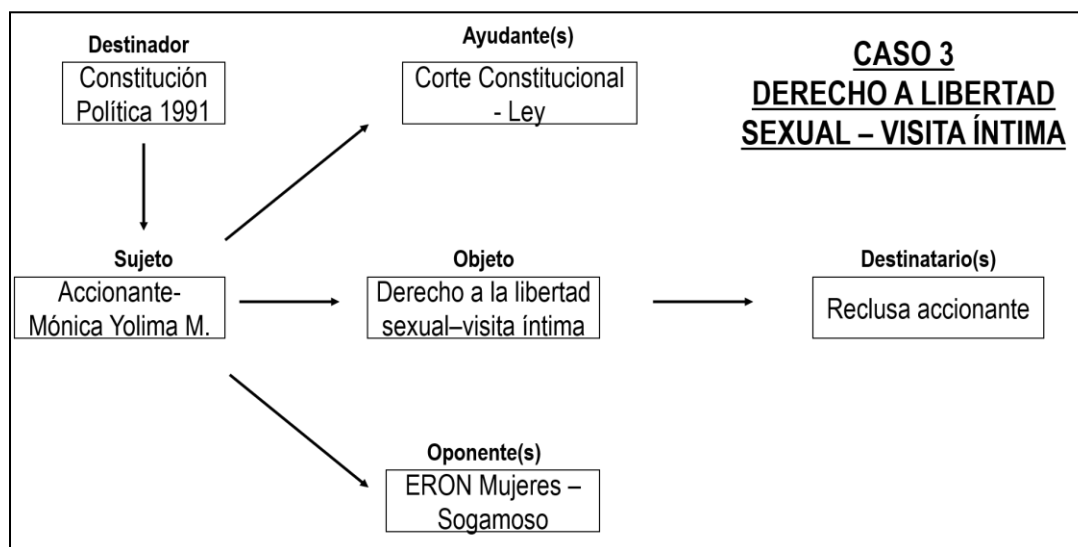 Destinador
Constitución
Política 1991
Ayudante(s)
Corte Constitucional
- Ley
CASO 3
DERECHO A LIBERTAD
SEXUAL – VISITA ÍNTIMA
Sujeto
Accionante-
Mónica Yolima M.
Objeto
Derecho a la libertad
sexual–visita íntima
Destinatario(s)
Reclusa accionante
Oponente(s)
ERON Mujeres –
Sogamoso